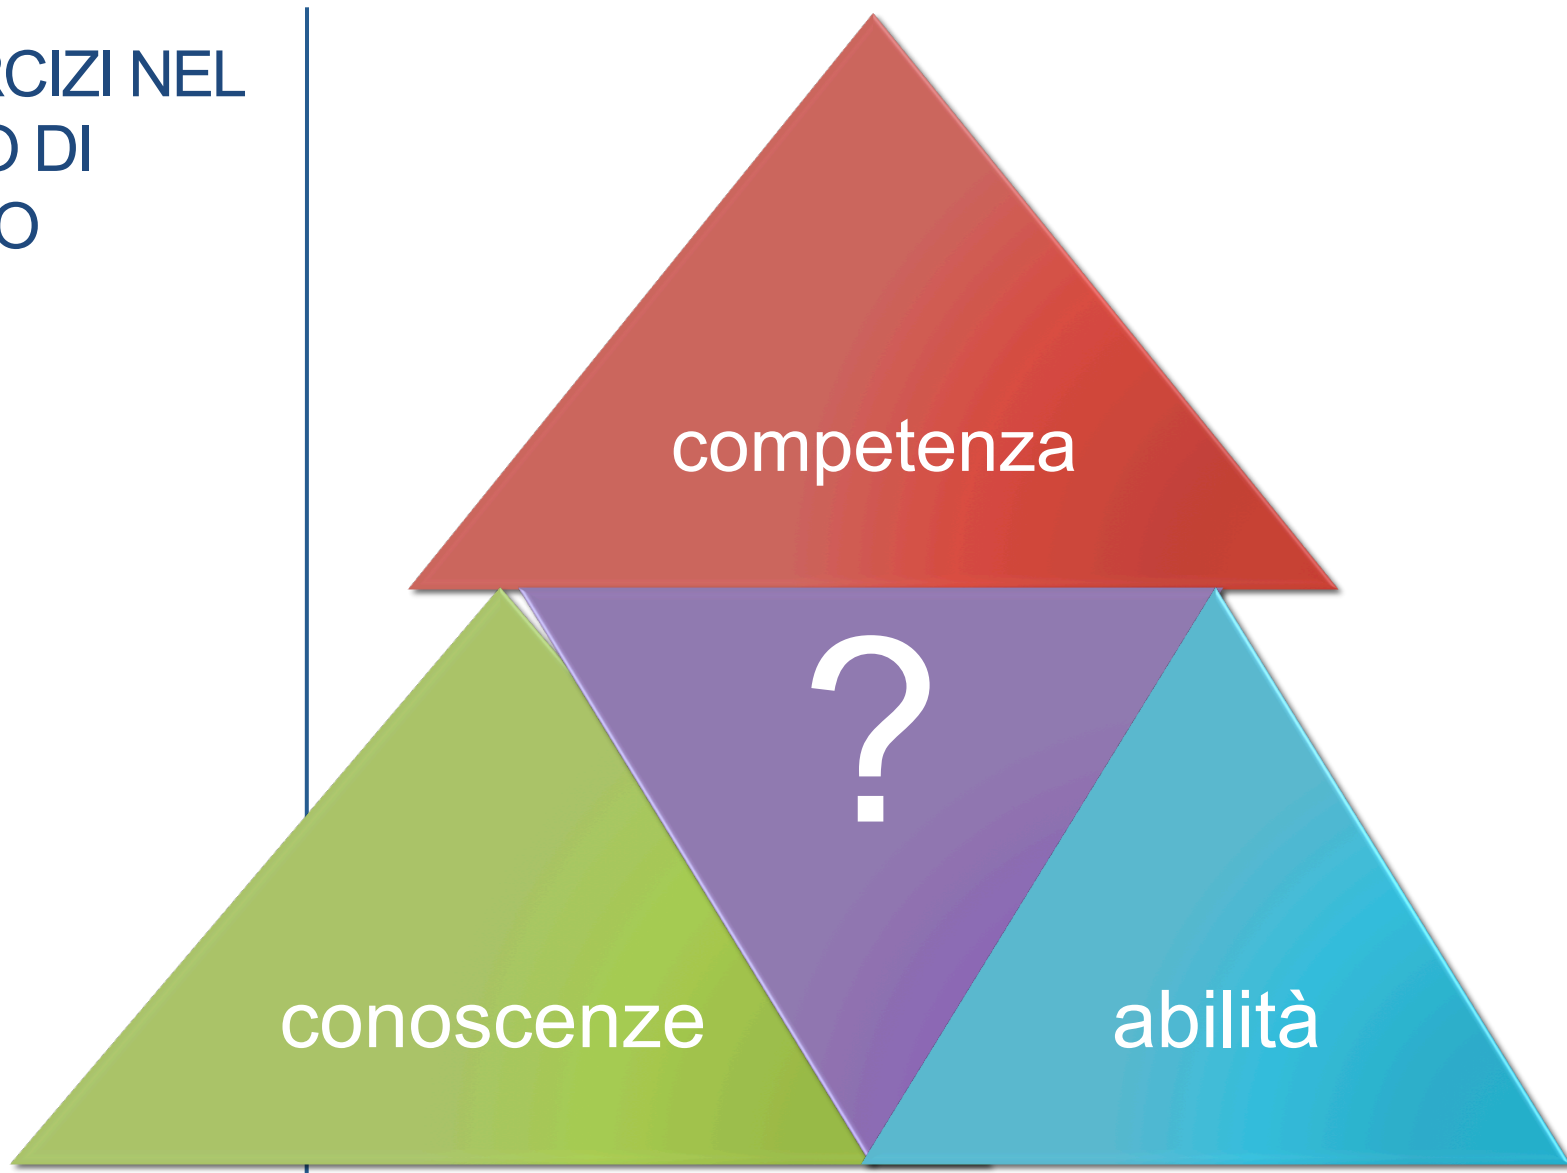 RCIZI NEL
O DI
O
competenza
?
conoscenze
abilità